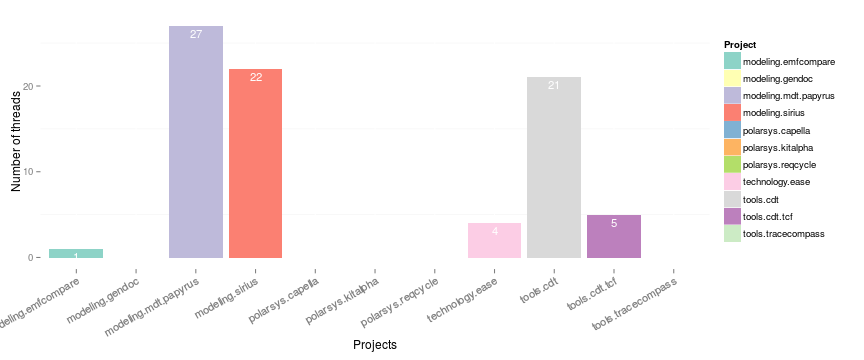 Number of threads
20
10
0
1
27
22
4
21
5
deling.emfcompare
modeling.gendoc
modeling.mdt.papyrus
modeling.sirius
polarsys.capella
polarsys.kitalpha
polarsys.reqcycle
technology.ease
tools.cdt
tools.cdt.tcf
tools.tracecompass
Projects
Project
modeling.emfcompare
modeling.gendoc
modeling.mdt.papyrus
modeling.sirius
polarsys.capella
polarsys.kitalpha
polarsys.reqcycle
technology.ease
tools.cdt
tools.cdt.tcf
tools.tracecompass